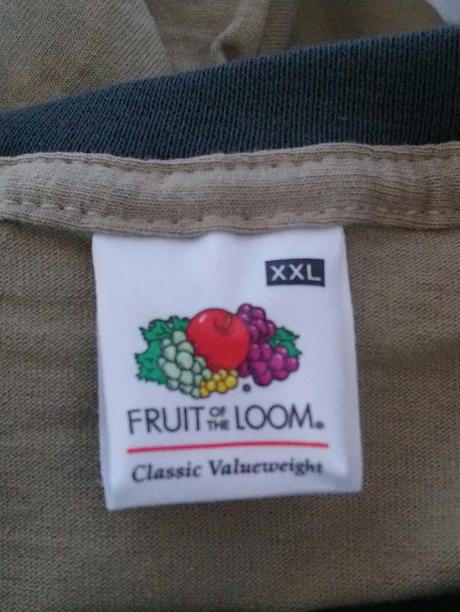 XXL
FRUIT OF THE LOOM®
Classic Valueweight